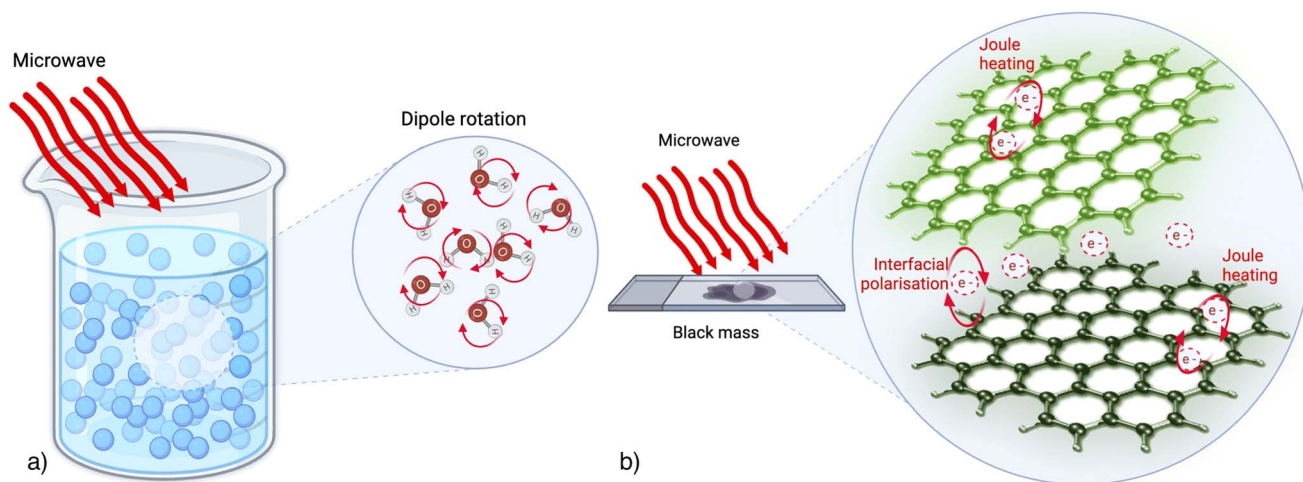 Microwave
Dipole rotation
H
O
H
H
O
H
O
H
H
H
O
H
H
O
H
H
O
H
H
O
H
H
O
H
a)
Microwave
Black mass
Joule
heating
e-
e-
e-
e-
e-
Interfacial
polarisation
e-
Joule
heating
e-
e-
b)